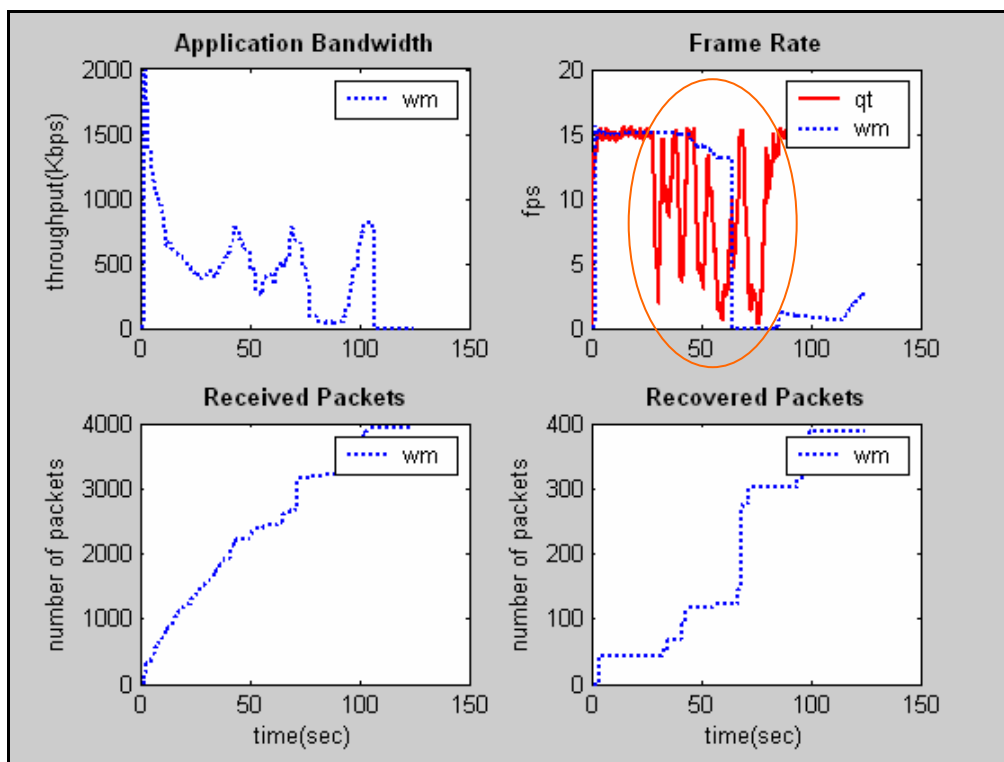 Application Bandwidth
throughput(Kbps)
2000
1500
1000
500
0
0 50 100 150
wm
Frame Rate
fps
20
15
10
5
0
0 50 100 150
qt
wm
Received Packets
number of packets
4000
3000
2000
1000
0
0 50 100 150
time(sec)
wm
Recovered Packets
number of packets
400
300
200
100
0
0 50 100 150
time(sec)
wm